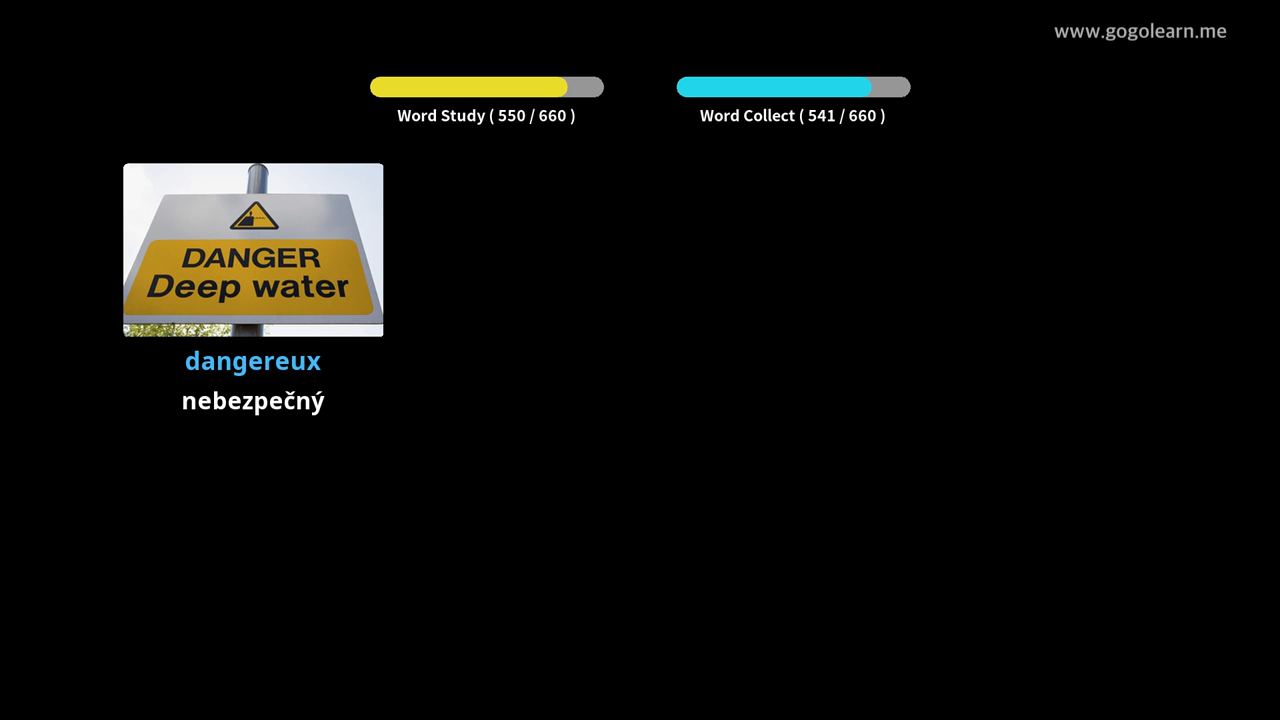 www.gogolearn.me
Word Study ( 550 / 660 )
Word Collect ( 541 / 660 )
DANGER
Deep water
dangereux
nebezpečný